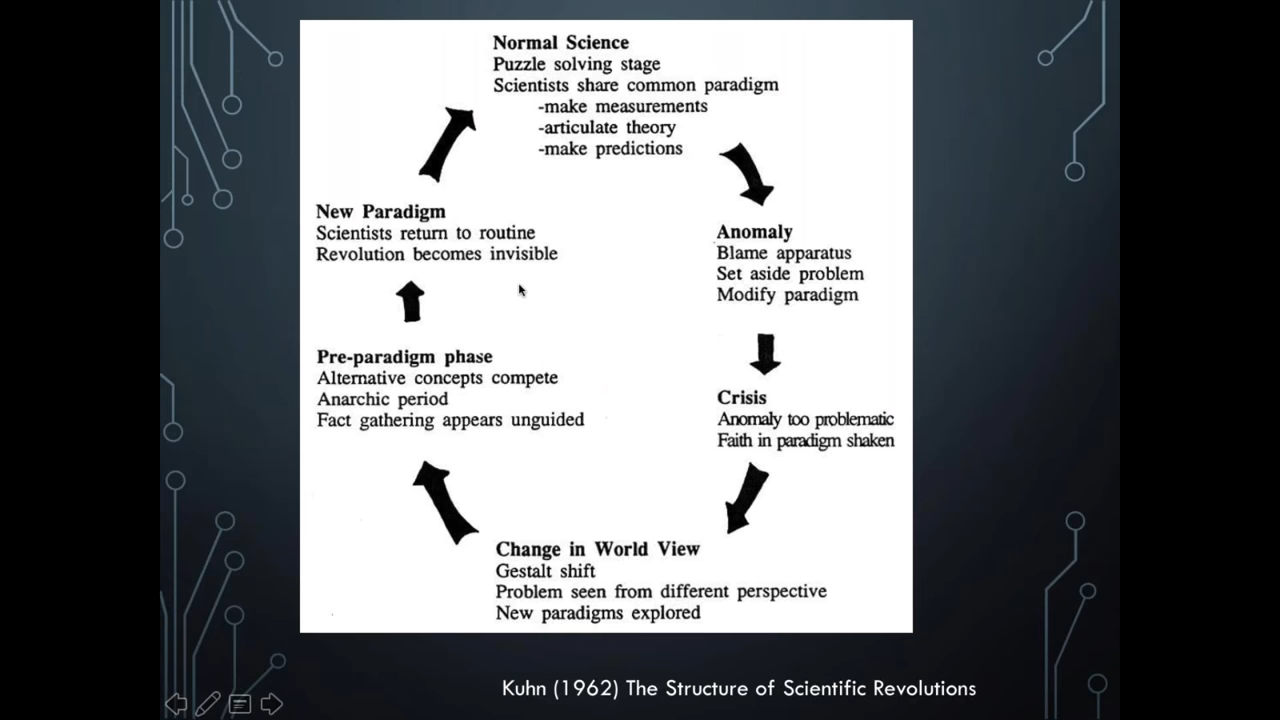 Normal Science
Puzzle solving stage
Scientists share common paradigm
-make measurements
-articulate theory
-make predictions
Anomaly
Blame apparatus
Set aside problem
Modify paradigm
Crisis
Anomaly too problematic
Faith in paradigm shaken
Change in World View
Gestalt shift
Problem seen from different perspective
New paradigms explored
Pre-paradigm phase
Alternative concepts compete
Anarchic period
Fact gathering appears unguided
New Paradigm
Scientists return to routine
Revolution becomes invisible
Kuhn (1962) The Structure of Scientific Revolutions